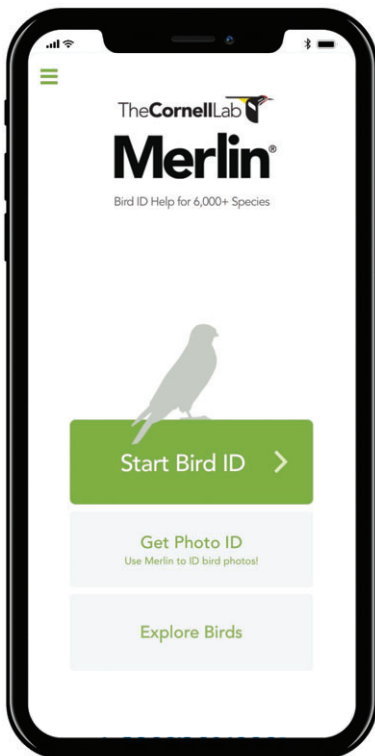 TheCornellLab
Merlin®
Bird ID Help for 6,000+ Species
Start Bird ID
Get Photo ID
Use Merlin to ID bird photos!
Explore Birds